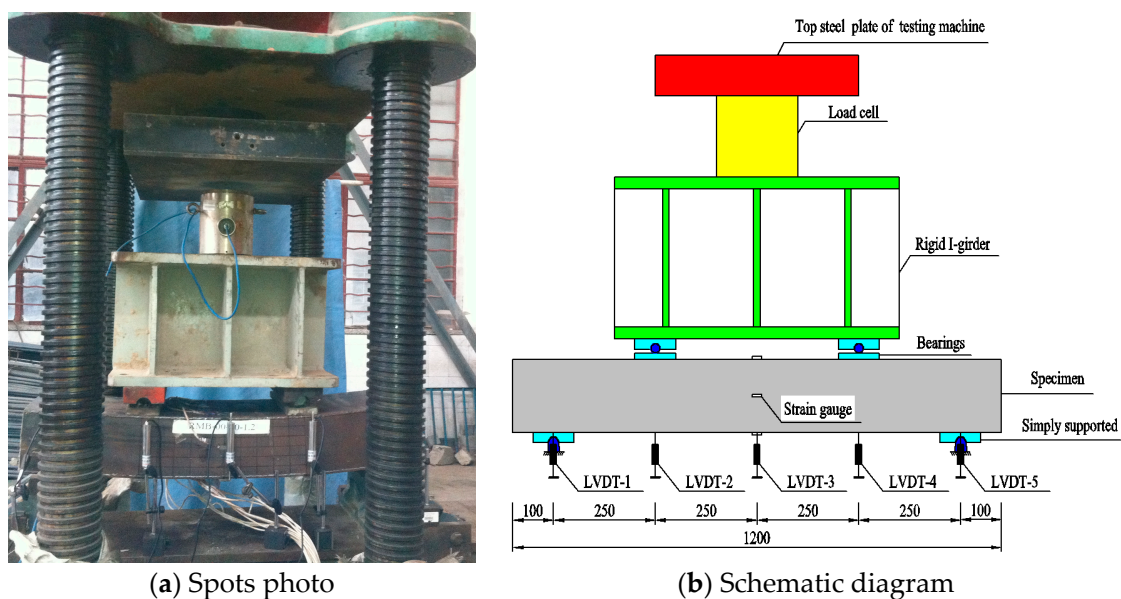 Top steel plate of testing machine
Load cell
Rigid I-girder
Bearings
Specimen
Strain gauge
Simply supported
LVDT-1 LVDT-2 LVDT-3 LVDT-4 LVDT-5
100 250 250 250 250 100
1200
(a) Spots photo (b) Schematic diagram